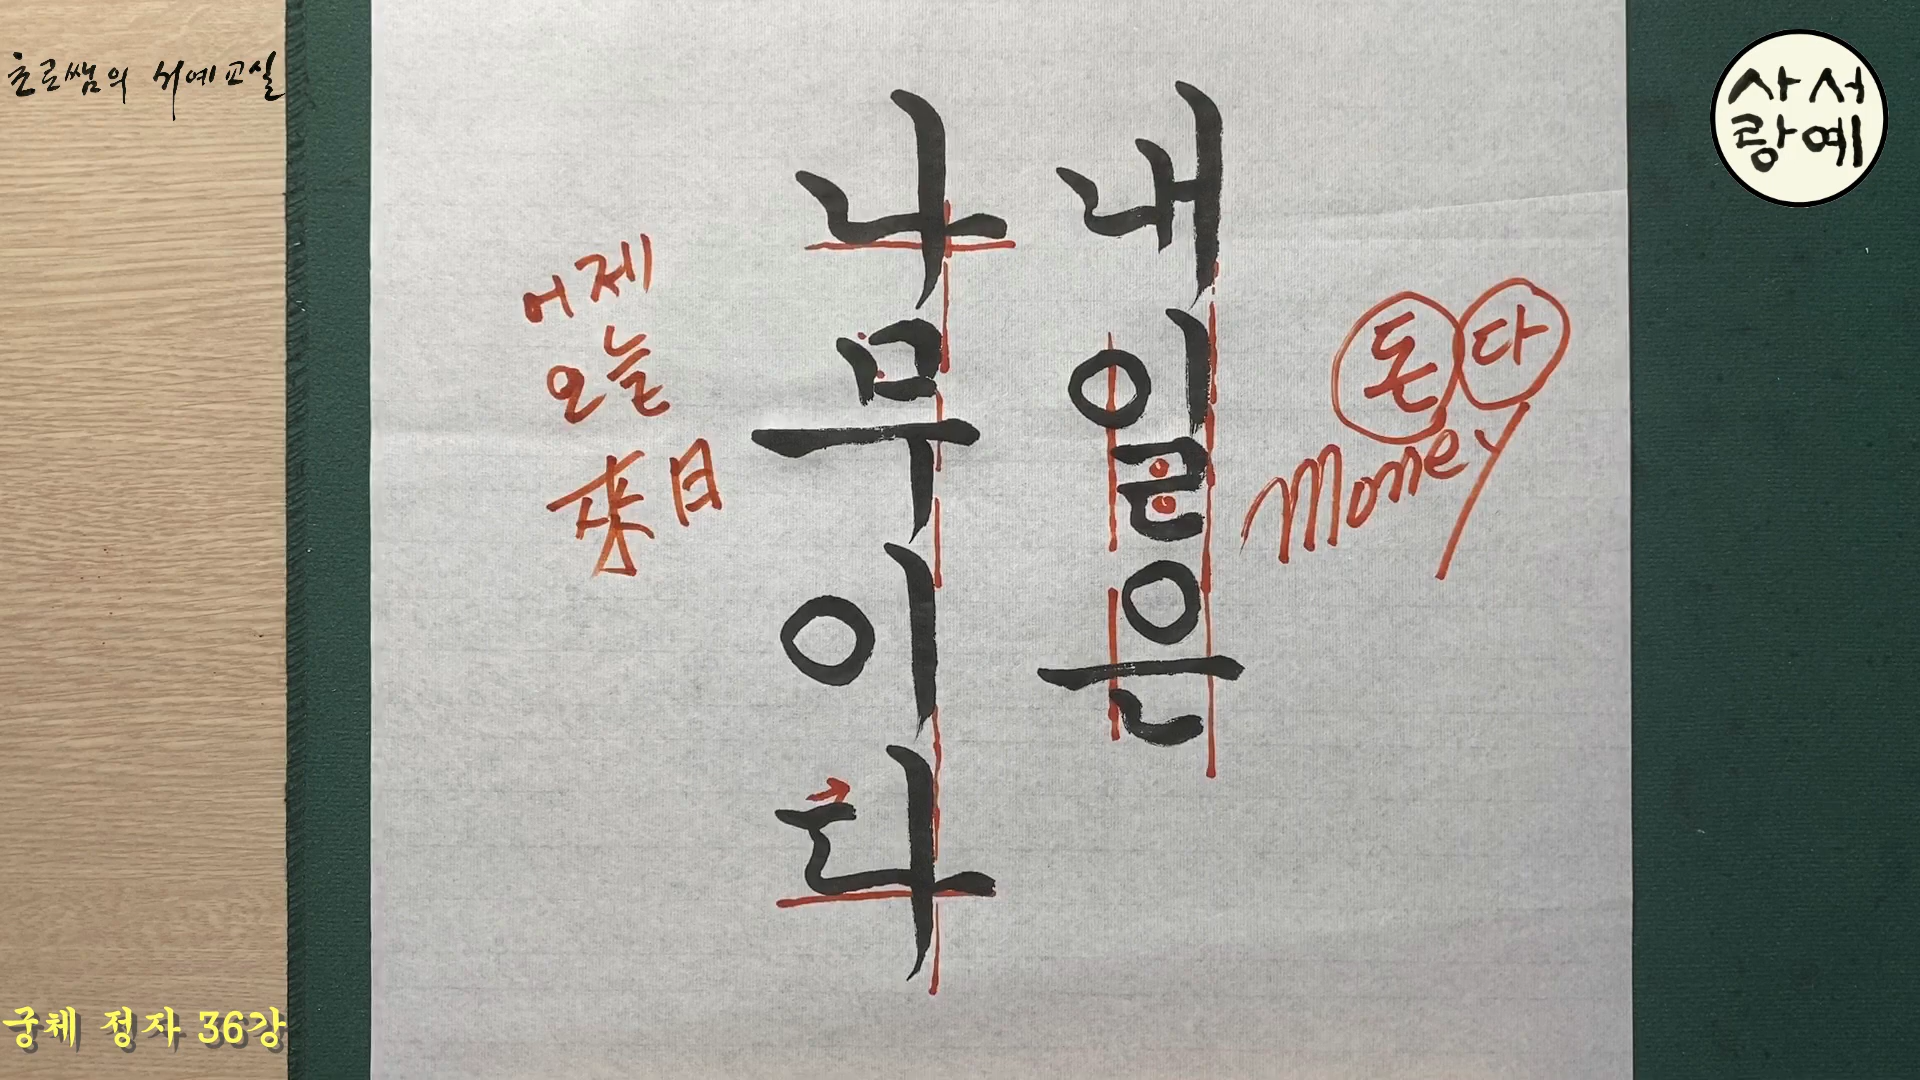 초로쌤의 서예교실
서예
사랑
내일은
나무이다
돈 다
money
어제
오늘
來日
궁체 정자 36강